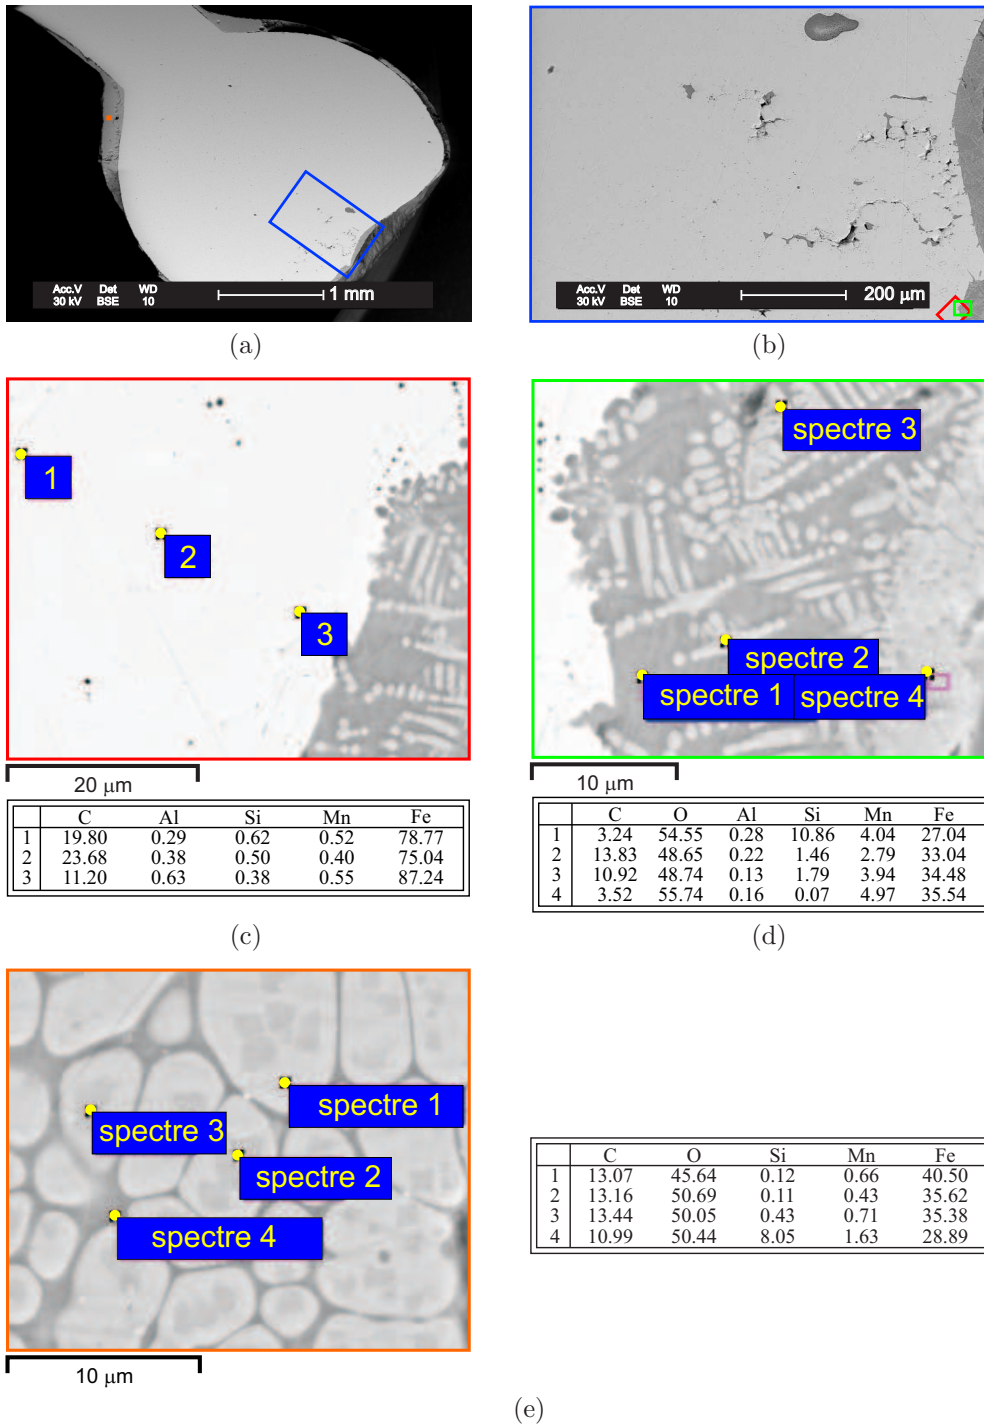 Acc.V Det WD
30 kV BSE 10
1 mm
(a)
Acc.V Det WD
30 kV BSE 10
200 μm
(b)
1
2
3
20 μm
C Al Si Mn Fe
1 19.80 0.29 0.62 0.52 78.77
2 23.68 0.38 0.50 0.40 75.04
3 11.20 0.63 0.38 0.55 87.24
(c)
spectre 3
spectre 2
spectre 1 spectre 4
10 μm
C O Al Si Mn Fe
1 3.24 54.55 0.28 10.86 4.04 27.04
2 13.83 48.65 0.22 1.46 2.79 33.04
3 10.92 48.74 0.13 1.79 3.94 34.48
4 3.52 55.74 0.16 0.07 4.97 35.54
(d)
spectre 1
spectre 3
spectre 2
spectre 4
10 μm
C O Si Mn Fe
1 13.07 45.64 0.12 0.66 40.50
2 13.16 50.69 0.11 0.43 35.62
3 13.44 50.05 0.43 0.71 35.38
4 10.99 50.44 8.05 1.63 28.89
(e)